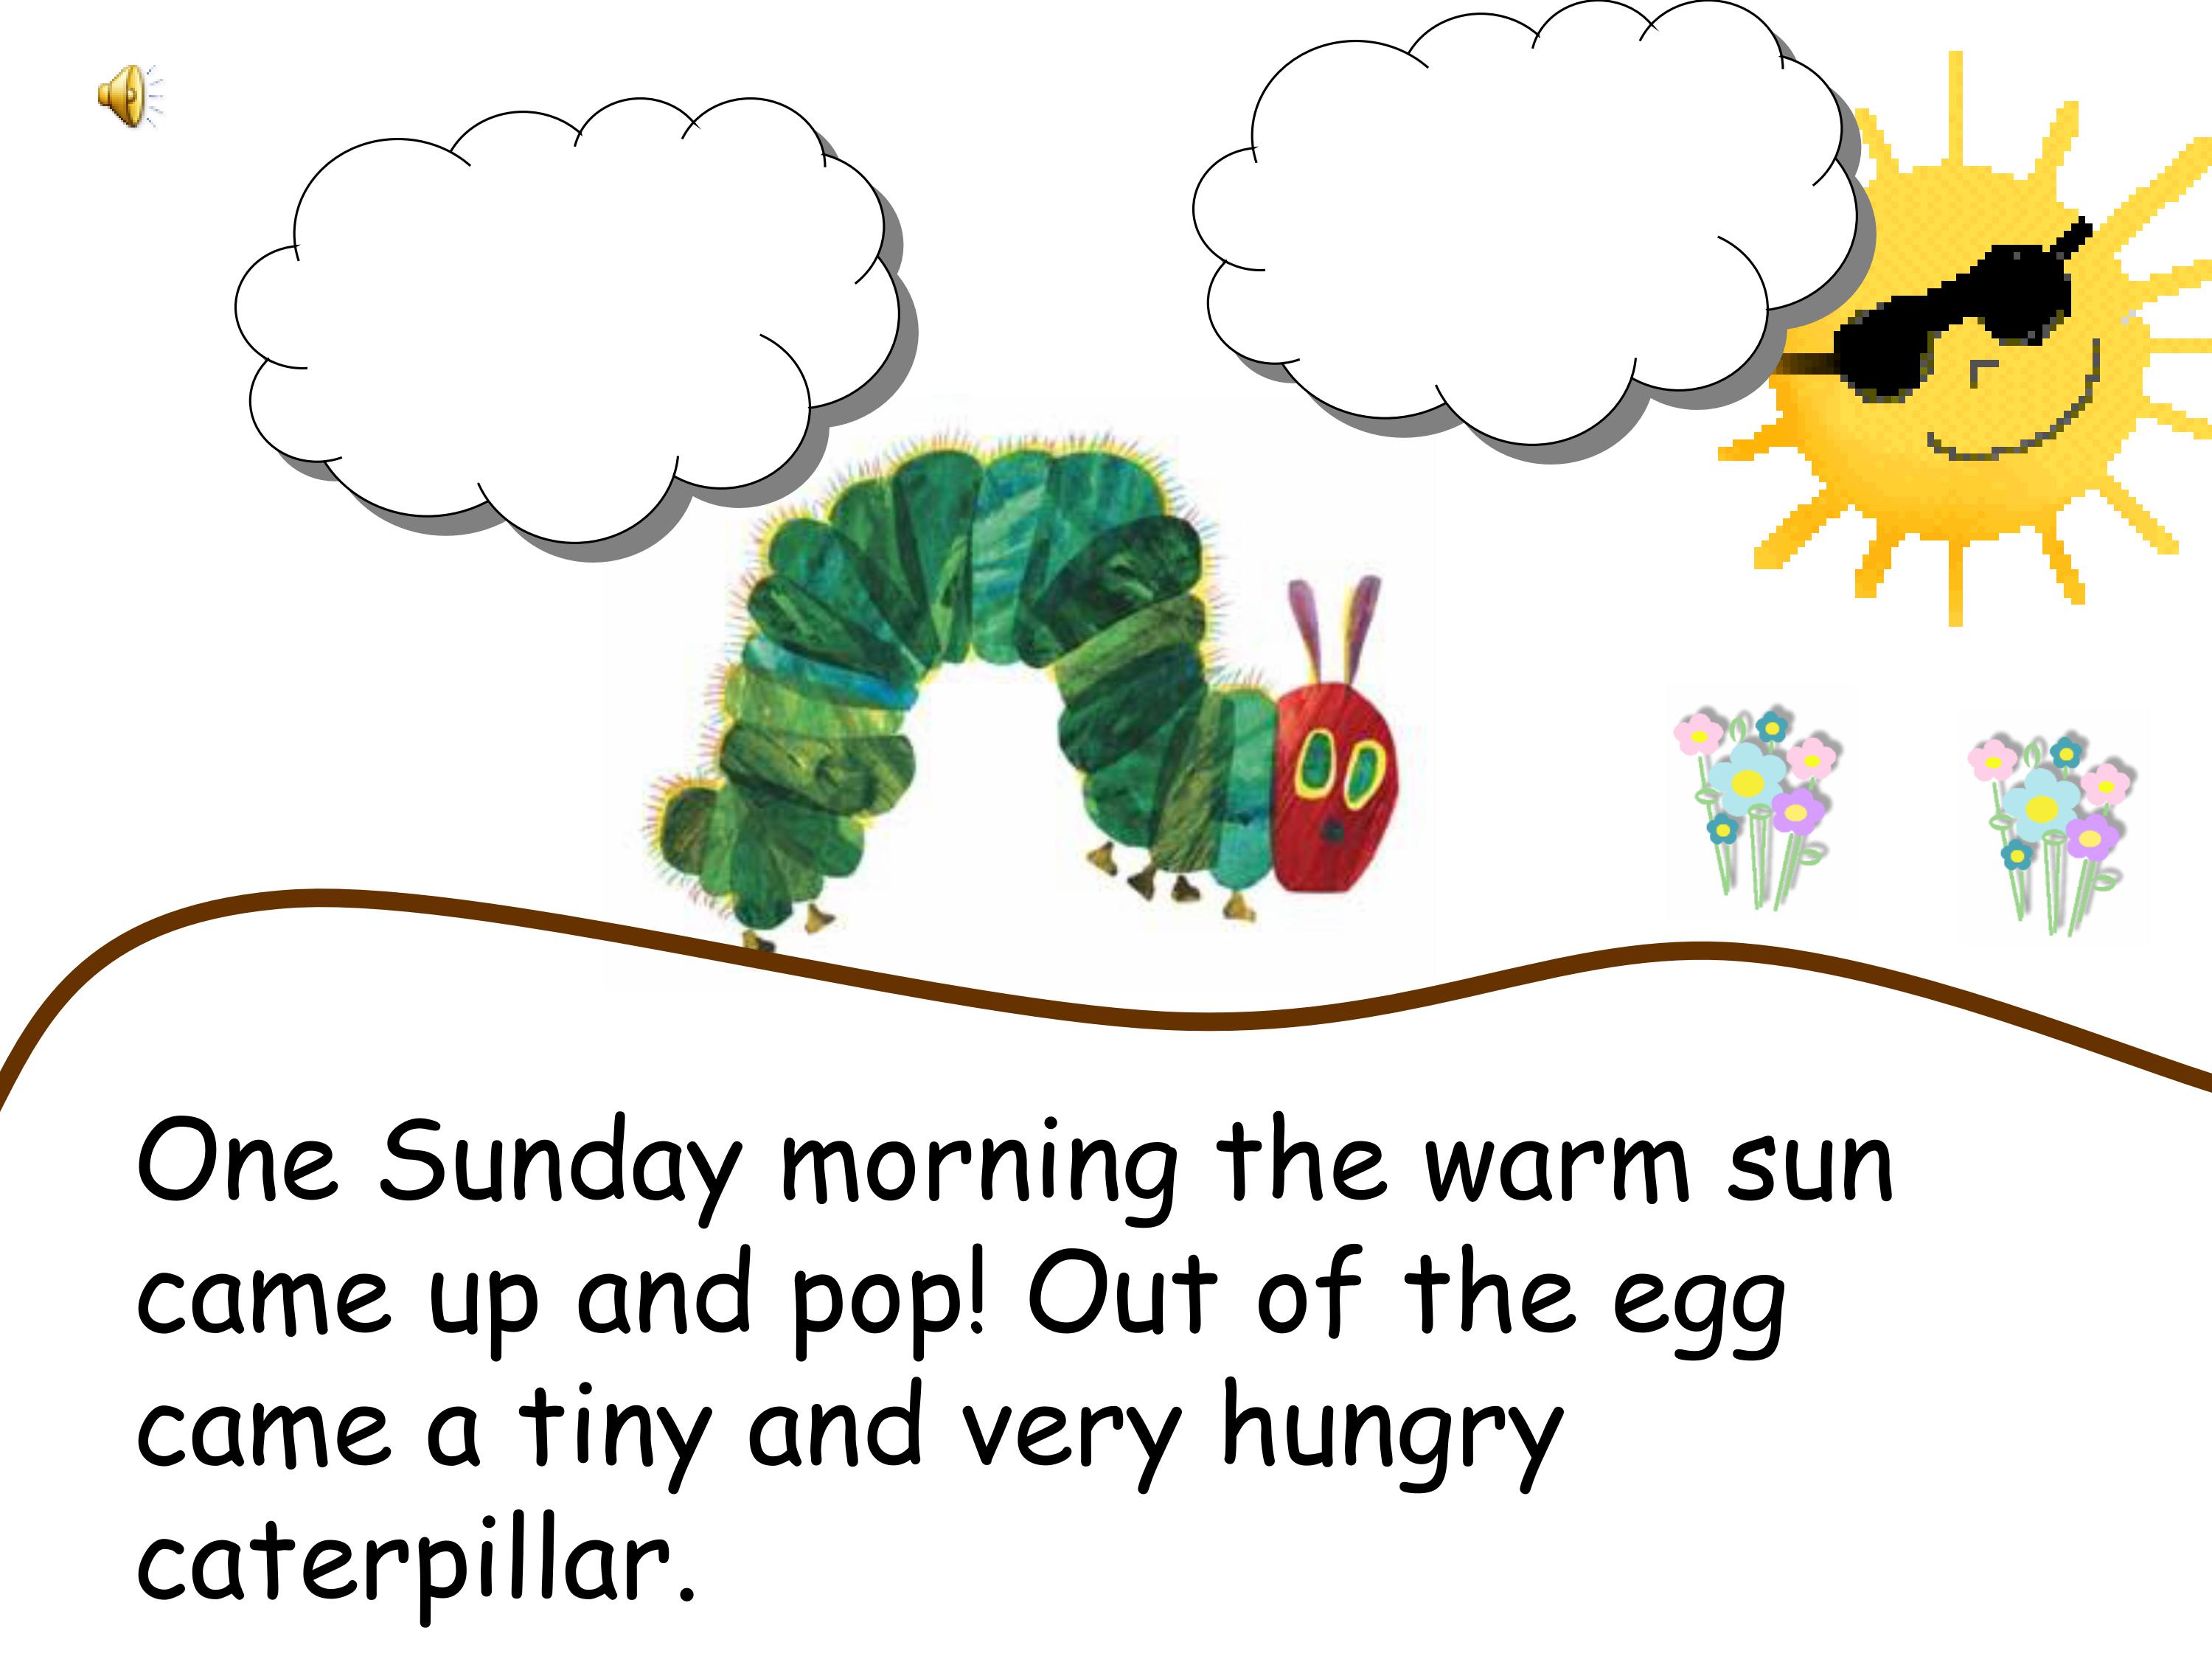 One Sunday morning the warm sun
came up and pop! Out of the egg
came a tiny and very hungry
caterpillar.